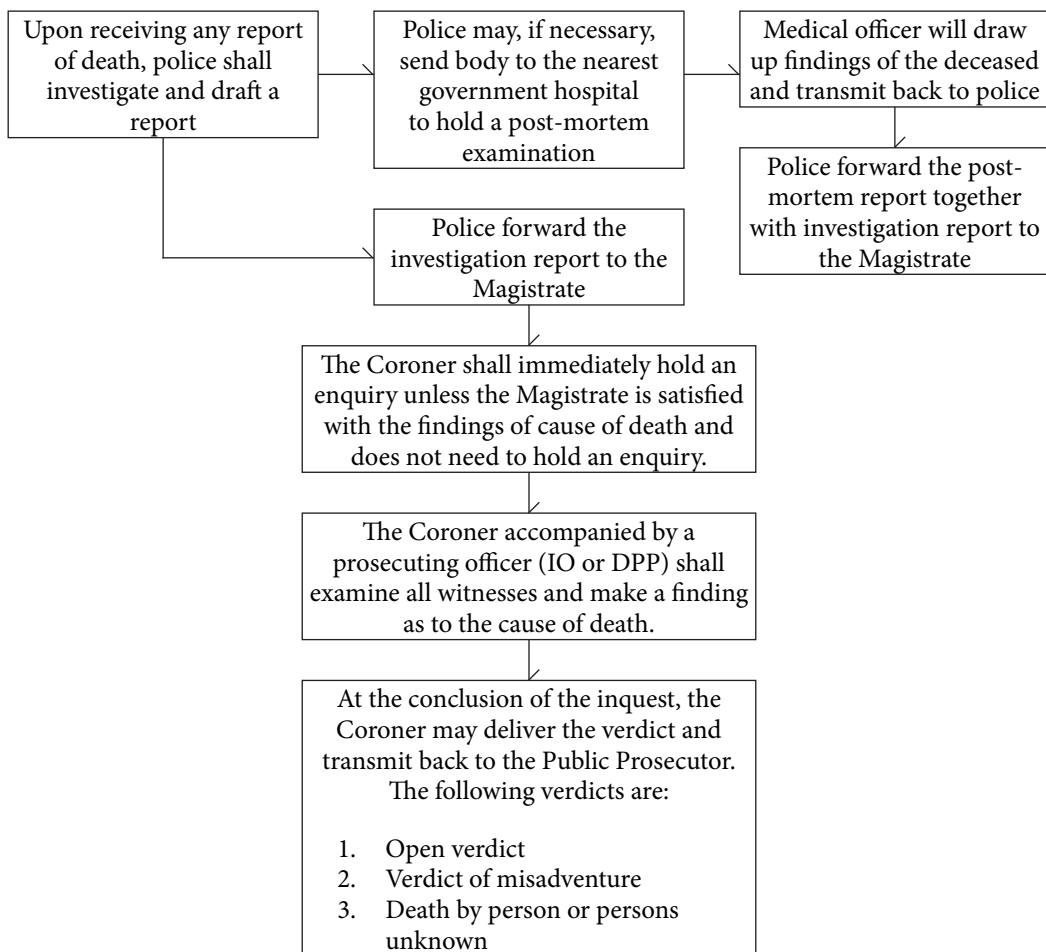 Upon receiving any report
of death, police shall
investigate and draft a
report
Police may, if necessary,
send body to the nearest
government hospital
to hold a post-mortem
examination
Medical officer will draw
up findings of the deceased
and transmit back to police
Police forward the post-
mortem report together
with investigation report to
the Magistrate
Police forward the
investigation report to the
Magistrate
The Coroner shall immediately hold an
enquiry unless the Magistrate is satisfied
with the findings of cause of death and
does not need to hold an enquiry.
The Coroner accompanied by a
prosecuting officer (IO or DPP) shall
examine all witnesses and make a finding
as to the cause of death.
At the conclusion of the inquest, the
Coroner may deliver the verdict and
transmit back to the Public Prosecutor.
The following verdicts are:
1. Open verdict
2. Verdict of misadventure
3. Death by person or persons
unknown